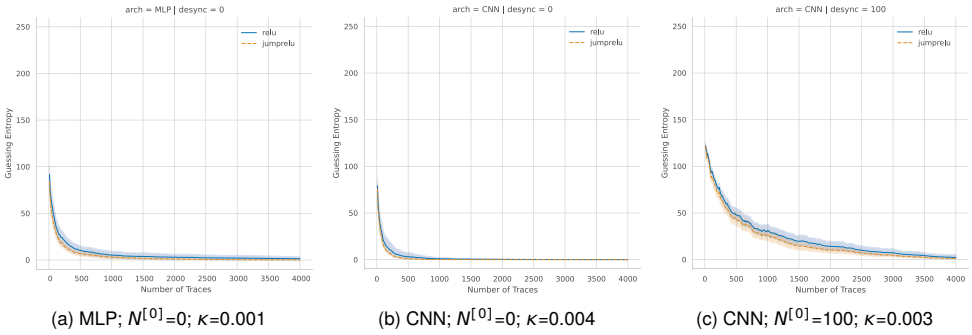 arch = MLP | desync = 0
250
200
150
100
50
0
Guessing Entropy
relu
jumprelu
0 500 1000 1500 2000 2500 3000 3500 4000
Number of Traces
(a) MLP; N[0]=0; κ=0.001
arch = CNN | desync = 0
250
200
150
100
50
0
Guessing Entropy
relu
jumprelu
0 500 1000 1500 2000 2500 3000 3500 4000
Number of Traces
(b) CNN; N[0]=0; κ=0.004
arch = CNN | desync = 100
250
200
150
100
50
0
Guessing Entropy
relu
jumprelu
0 500 1000 1500 2000 2500 3000 3500 4000
Number of Traces
(c) CNN; N[0]=100; κ=0.003